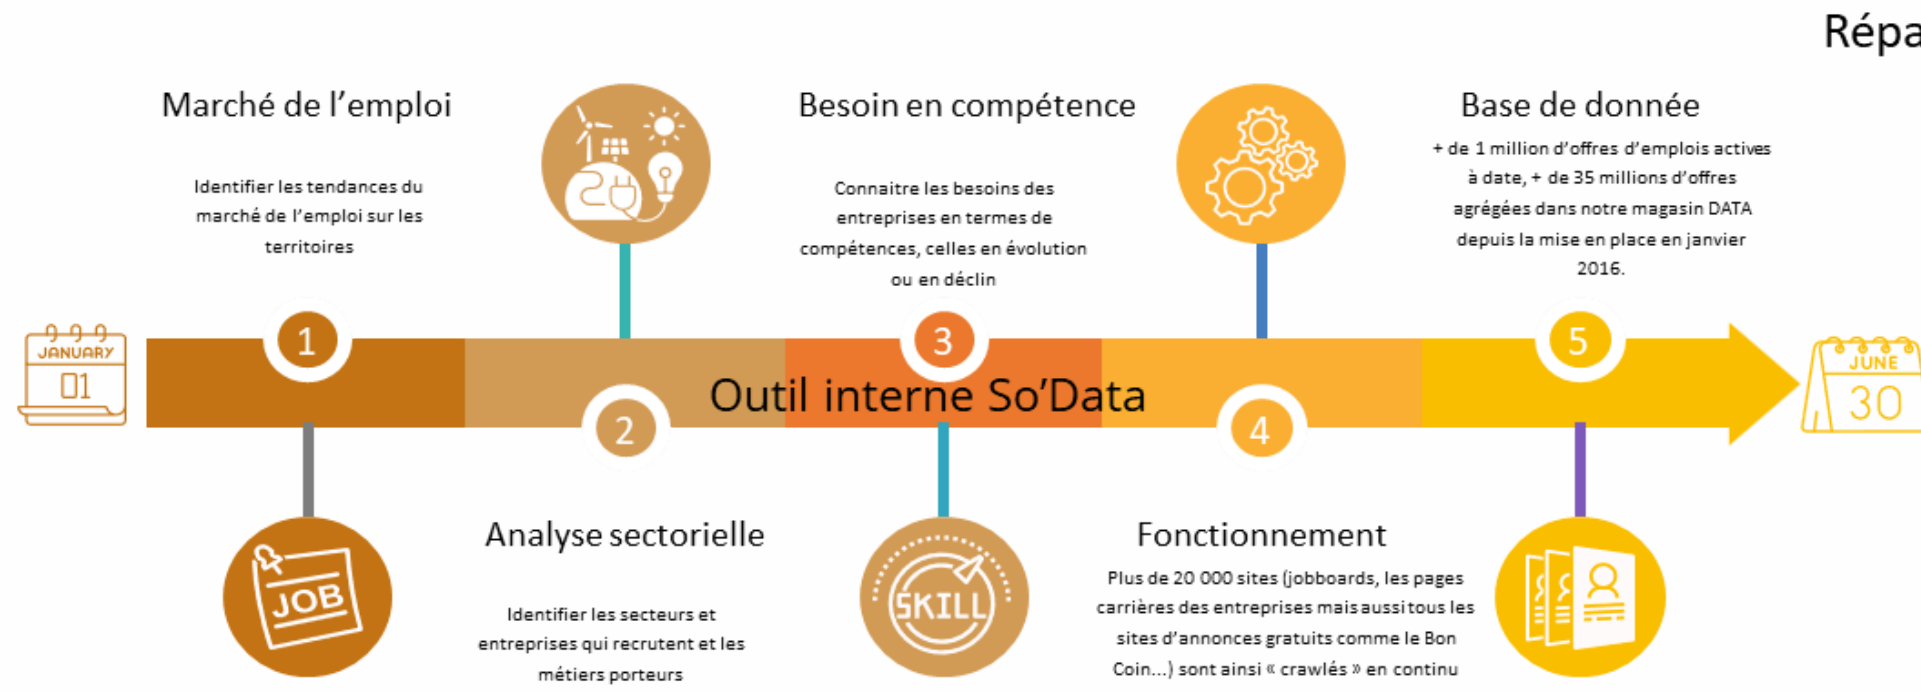 Répa
Marché de l'emploi
Identifier les tendances du
marché de l'emploi sur les
territoires
Besoin en compétence
Connaitre les besoins des
entreprises en termes de
compétences, celles en évolution
ou en déclin
Base de donnée
+ de 1 million d'offres d'emplois actives
à date, + de 35 millions d'offres
agrégées dans notre magasin DATA
depuis la mise en place en janvier
2016.
JANUARY
01
1
2
3
4
5
Outil interne So'Data
JUNE
30
JOB
Analyse sectorielle
Identifier les secteurs et
entreprises qui recrutent et les
métiers porteurs
SKILL
Fonctionnement
Plus de 20 000 sites (jobboards, les pages
carrières des entreprises mais aussi tous les
sites d'annonces gratuits comme le Bon
Coin...) sont ainsi « crawlés » en continu